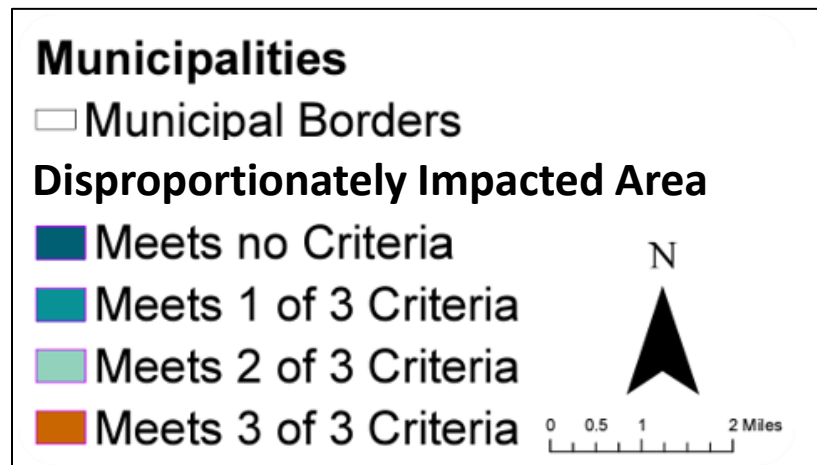 Municipalities
Municipal Borders
Disproportionately Impacted Area
Meets no Criteria
Meets 1 of 3 Criteria
Meets 2 of 3 Criteria
Meets 3 of 3 Criteria
N
0 0.5 1 2 Miles